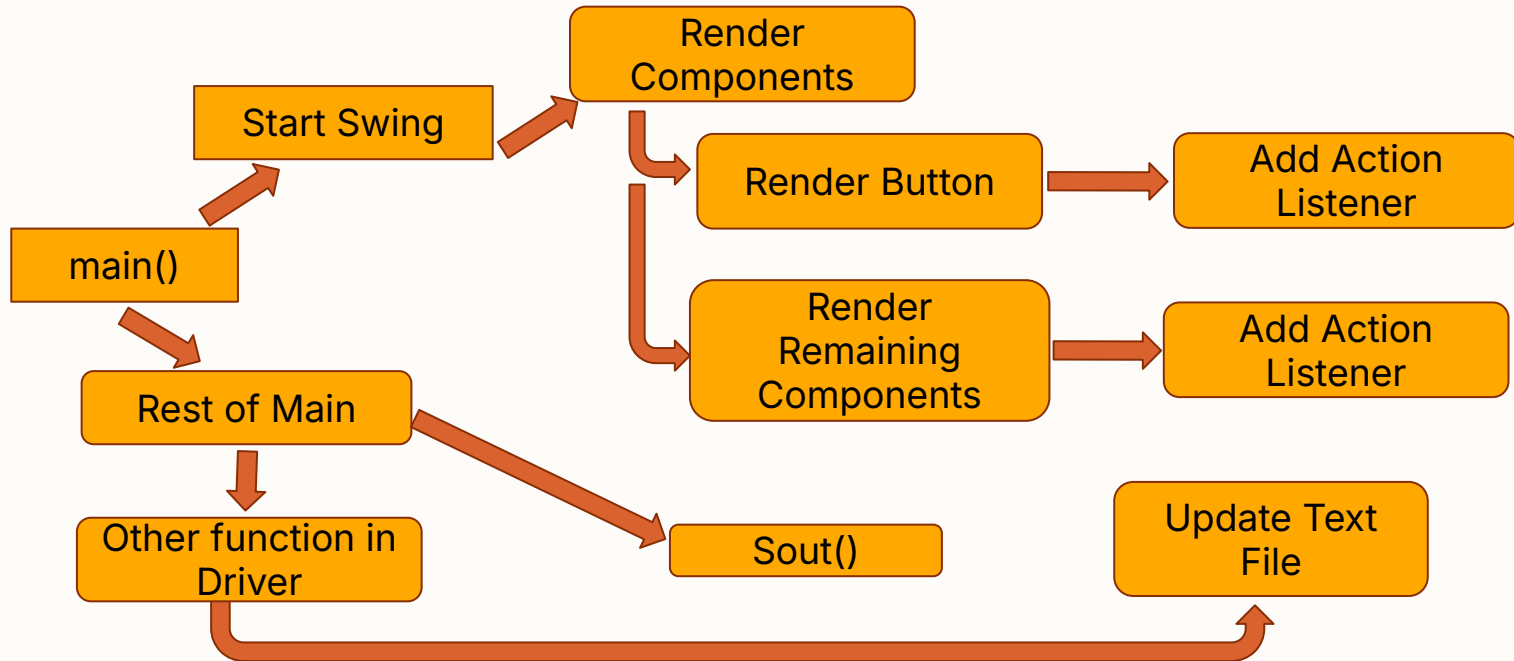 Render
Components
Start Swing
Render Button
Add Action
Listener
main()
Render
Remaining
Components
Add Action
Listener
Rest of Main
Other function in
Driver
Sout()
Update Text
File